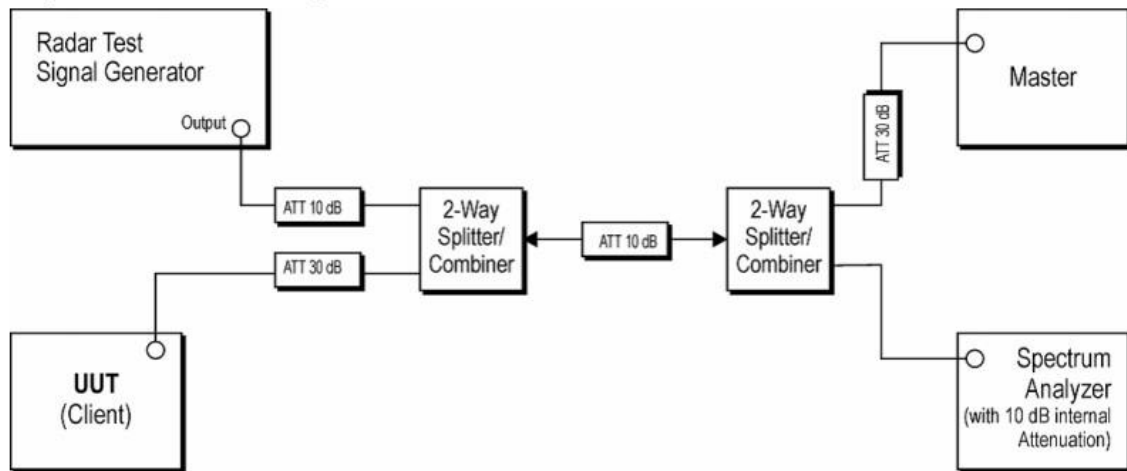 Radar Test
Signal Generator
Output
ATT 10 dB
ATT 30 dB
UUT
(Client)
2-Way
Splitter/
Combiner
ATT 10 dB
2-Way
Splitter/
Combiner
ATT 30 dB
Master
Spectrum
Analyzer
(with 10 dB internal
Attenuation)